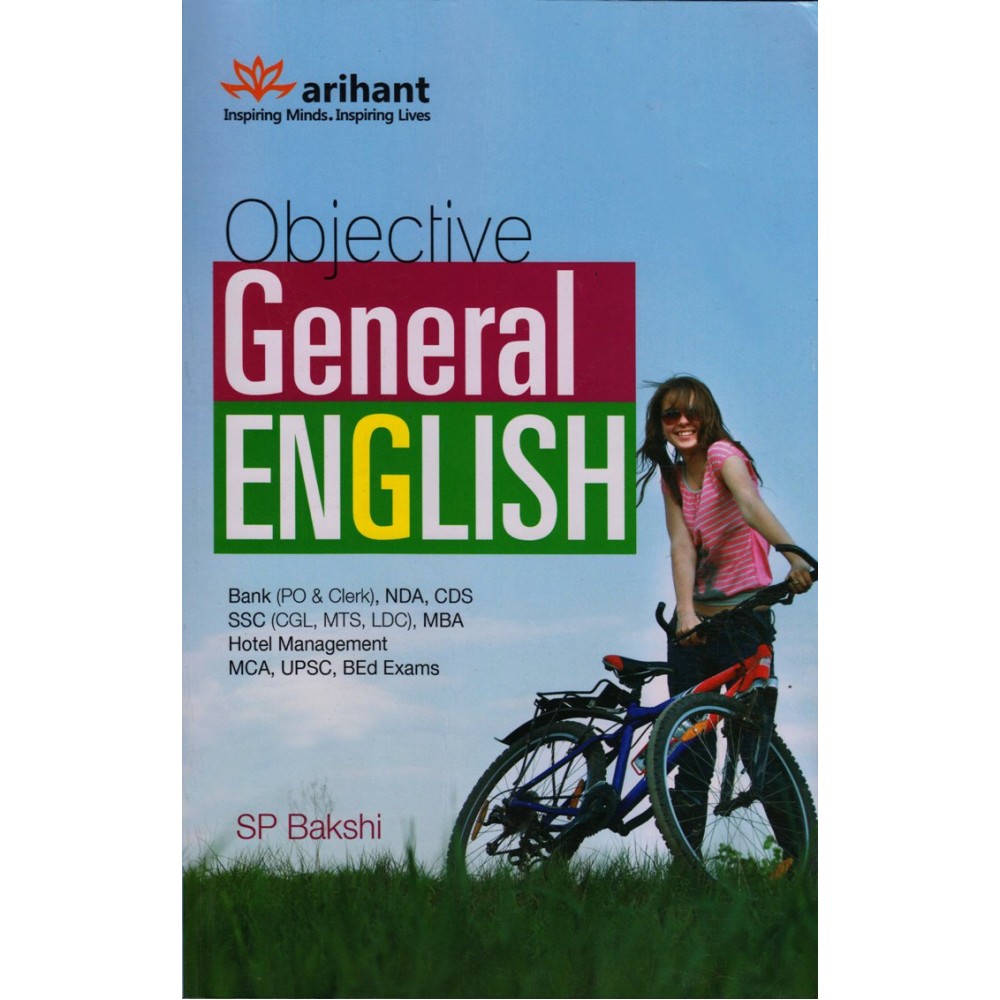 arihant
Inspiring Minds. Inspiring Lives
Objective
General
ENGLISH
Bank (PO & Clerk), NDA, CDS
SSC (CGL, MTS, LDC), MBA
Hotel Management
MCA, UPSC, BEd Exams
SP Bakshi